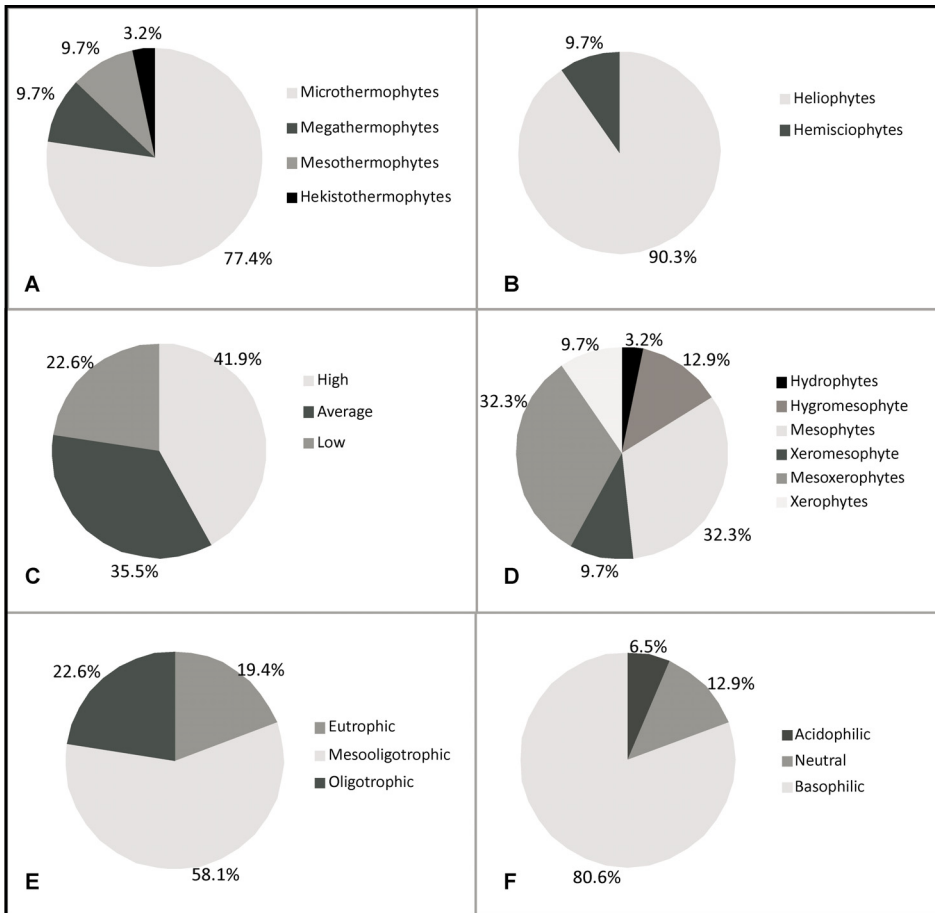 3.2%
9.7%
9.7%
Microthermophytes
Megathermophytes
Mesothermophytes
Hekistothermophytes
77.4%
A
9.7%
Heliophytes
Hemisciophytes
90.3%
B
22.6%
41.9%
High
Average
Low
35.5%
C
9.7%
3.2%
12.9%
32.3%
Hydrophytes
Hygromesophyte
Mesophytes
Xeromesophyte
Mesoxerophytes
Xerophytes
32.3%
9.7%
D
22.6%
19.4%
Eutrophic
Mesooligotrophic
Oligotrophic
58.1%
E
6.5%
12.9%
Acidophilic
Neutral
Basophilic
80.6%
F